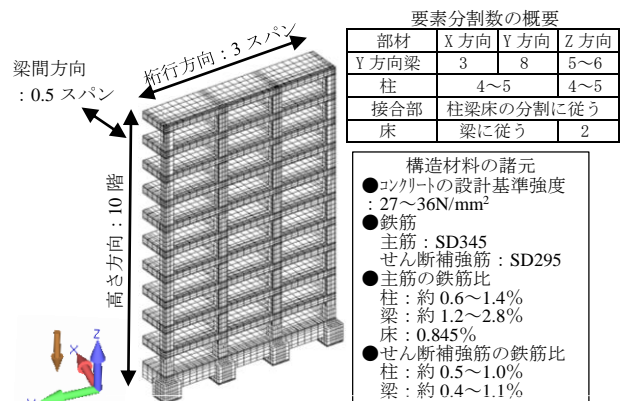 要素分割数の概要
部材 X方向 Y方向 Z方向
Y方向梁 3 8 5～6
柱 4～5 4～5
接合部 柱梁床の分割に従う
床 梁に従う 2
梁間方向
：0.5 スパン
桁行方向：3 スパン
高さ方向：10 階
構造材料の諸元
●コンクリートの設計基準強度
：27～36N/mm²
●鉄筋
主筋：SD345
せん断補強筋：SD295
●主筋の鉄筋比
柱：約 0.6～1.4%
梁：約 1.2～2.8%
床：0.845%
●せん断補強筋の鉄筋比
柱：約 0.5～1.0%
梁：約 0.4～1.1%
Z
X
Y